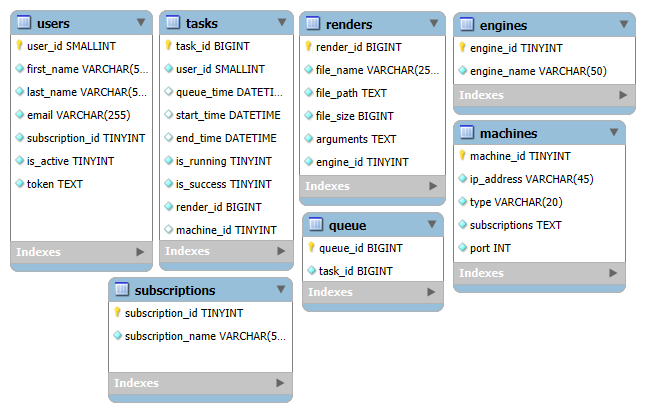 users
user_id SMALLINT
first_name VARCHAR(5...
last_name VARCHAR(5...
email VARCHAR(255)
subscription_id TINYINT
is_active TINYINT
token TEXT
Indexes
tasks
task_id BIGINT
user_id SMALLINT
queue_time DATETI...
start_time DATETIME
end_time DATETIME
is_running TINYINT
is_success TINYINT
render_id BIGINT
machine_id TINYINT
Indexes
renders
render_id BIGINT
file_name VARCHAR(25...
file_path TEXT
file_size BIGINT
arguments TEXT
engine_id TINYINT
Indexes
engines
engine_id TINYINT
engine_name VARCHAR(50)
Indexes
machines
machine_id TINYINT
ip_address VARCHAR(45)
type VARCHAR(20)
subscriptions TEXT
port INT
Indexes
queue
queue_id BIGINT
task_id BIGINT
Indexes
subscriptions
subscription_id TINYINT
subscription_name VARCHAR(5...
Indexes